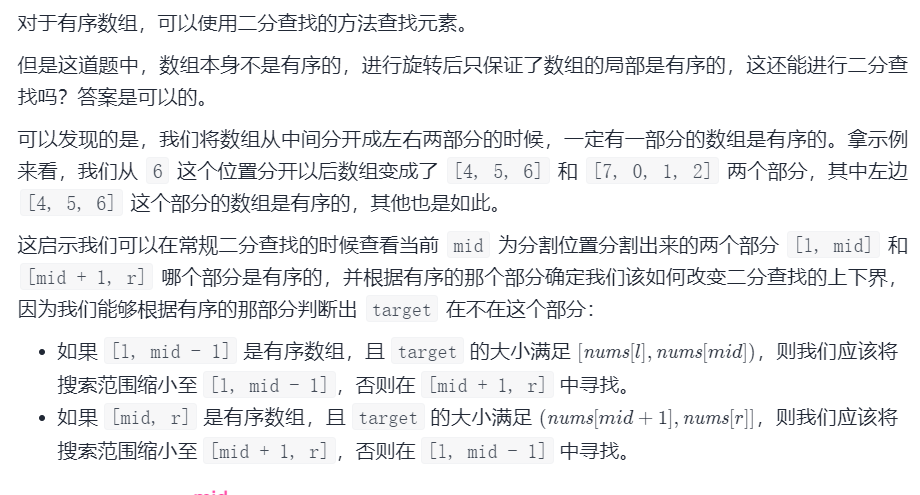 对于有序数组，可以使用二分查找的方法查找元素。
但是这道题中，数组本身不是有序的，进行旋转后只保证了数组的局部是有序的，这还能进行二分查
找吗？答案是可以的。
可以发现的是，我们将数组从中间分开成左右两部分的时候，一定有一部分的数组是有序的。拿示例
来看，我们从 6 这个位置分开以后数组变成了 [4, 5, 6] 和 [7, 0, 1, 2] 两个部分，其中左边
[4, 5, 6] 这个部分的数组是有序的，其他也是如此。
这启示我们可以在常规二分查找的时候查看当前 mid 为分割位置分割出来的两个部分 [l, mid] 和
[mid + 1, r] 哪个部分是有序的，并根据有序的那个部分确定我们该如何改变二分查找的上下界，
因为我们能够根据有序的那部分判断出 target 在不在这个部分：
• 如果 [l, mid - 1] 是有序数组，且 target 的大小满足 [nums[l], nums[mid])，则我们应该将
搜索范围缩小至 [l, mid - 1]，否则在 [mid + 1, r] 中寻找。
• 如果 [mid, r] 是有序数组，且 target 的大小满足 (nums[mid + 1], nums[r]]，则我们应该将
搜索范围缩小至 [mid + 1, r]，否则在 [l, mid - 1] 中寻找。
mid